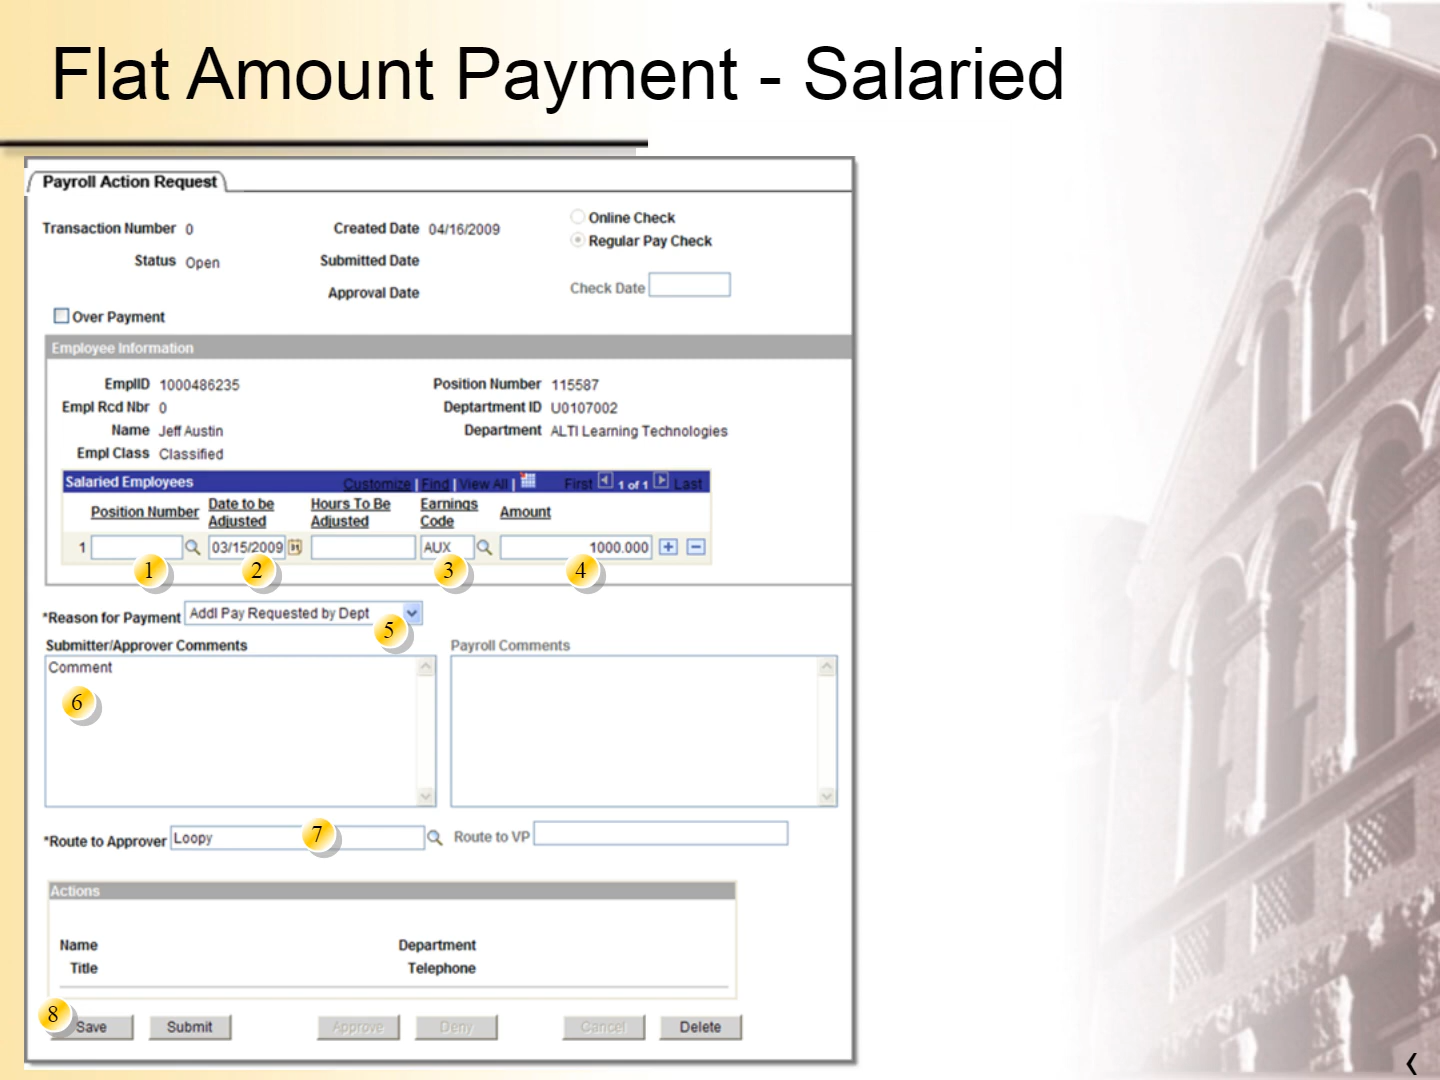 Flat Amount Payment - Salaried
Payroll Action Request
Transaction Number 0 Created Date 04/16/2009 Online Check
Regular Pay Check
Status Open Submitted Date
Approval Date Check Date
Over Payment
Employee Information
EmplID 1000486235 Position Number 115587
Empl Rcd Nbr 0 Deptartment ID U0107002
Name Jeff Austin Department ALTI Learning Technologies
Empl Class Classified
Salaried Employees Customize | Find | View All | First 1 of 1 Last
Position Number Date to be Adjusted Hours To Be Adjusted Earnings Code Amount
1 03/15/2009 31 AUX 1000.000
1 2 3 4
*Reason for Payment Addl Pay Requested by Dept
5
Submitter/Approver Comments Payroll Comments
Comment
6
*Route to Approver Loopy 7 Route to VP
Actions
Name Department
Title Telephone
8 Save Submit Approve Deny Cancel Delete
‹